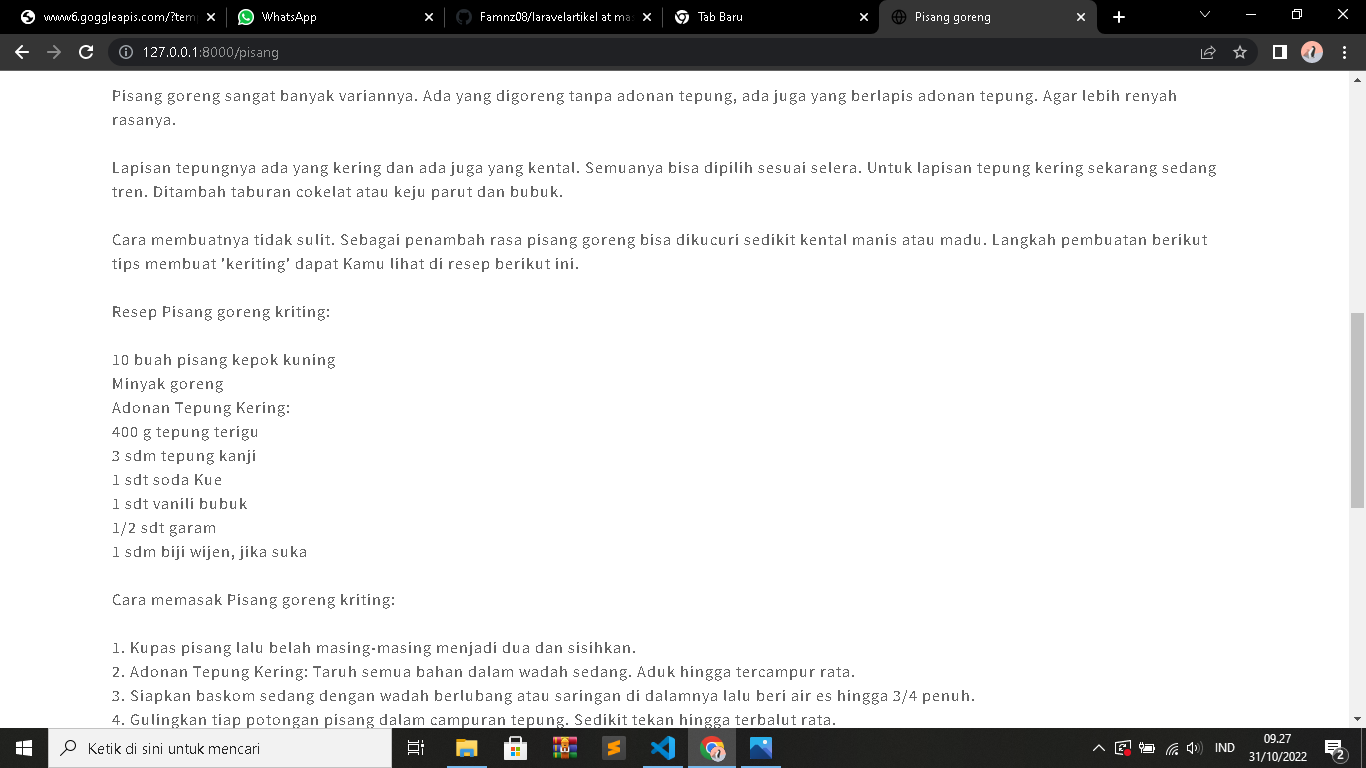 www6.goggleapis.com/?tem
WhatsApp
Famnz08/laravelartikel at ma
Tab Baru
Pisang goreng
127.0.0.1:8000/pisang
Pisang goreng sangat banyak variannya. Ada yang digoreng tanpa adonan tepung, ada juga yang berlapis adonan tepung. Agar lebih renyah
rasanya.
Lapisan tepungnya ada yang kering dan ada juga yang kental. Semuanya bisa dipilih sesuai selera. Untuk lapisan tepung kering sekarang sedang
tren. Ditambah taburan cokelat atau keju parut dan bubuk.
Cara membuatnya tidak sulit. Sebagai penambah rasa pisang goreng bisa dikucuri sedikit kental manis atau madu. Langkah pembuatan berikut
tips membuat 'keriting' dapat Kamu lihat di resep berikut ini.
Resep Pisang goreng kriting:
10 buah pisang kepok kuning
Minyak goreng
Adonan Tepung Kering:
400 g tepung terigu
3 sdm tepung kanji
1 sdt soda Kue
1 sdt vanili bubuk
1/2 sdt garam
1 sdm biji wijen, jika suka
Cara memasak Pisang goreng kriting:
1. Kupas pisang lalu belah masing-masing menjadi dua dan sisihkan.
2. Adonan Tepung Kering: Taruh semua bahan dalam wadah sedang. Aduk hingga tercampur rata.
3. Siapkan baskom sedang dengan wadah berlubang atau saringan di dalamnya lalu beri air es hingga 3/4 penuh.
4. Gulingkan tiap potongan pisang dalam campuran tepung. Sedikit tekan hingga terbalut rata.
Ketik di sini untuk mencari
IND
09.27
31/10/2022
2